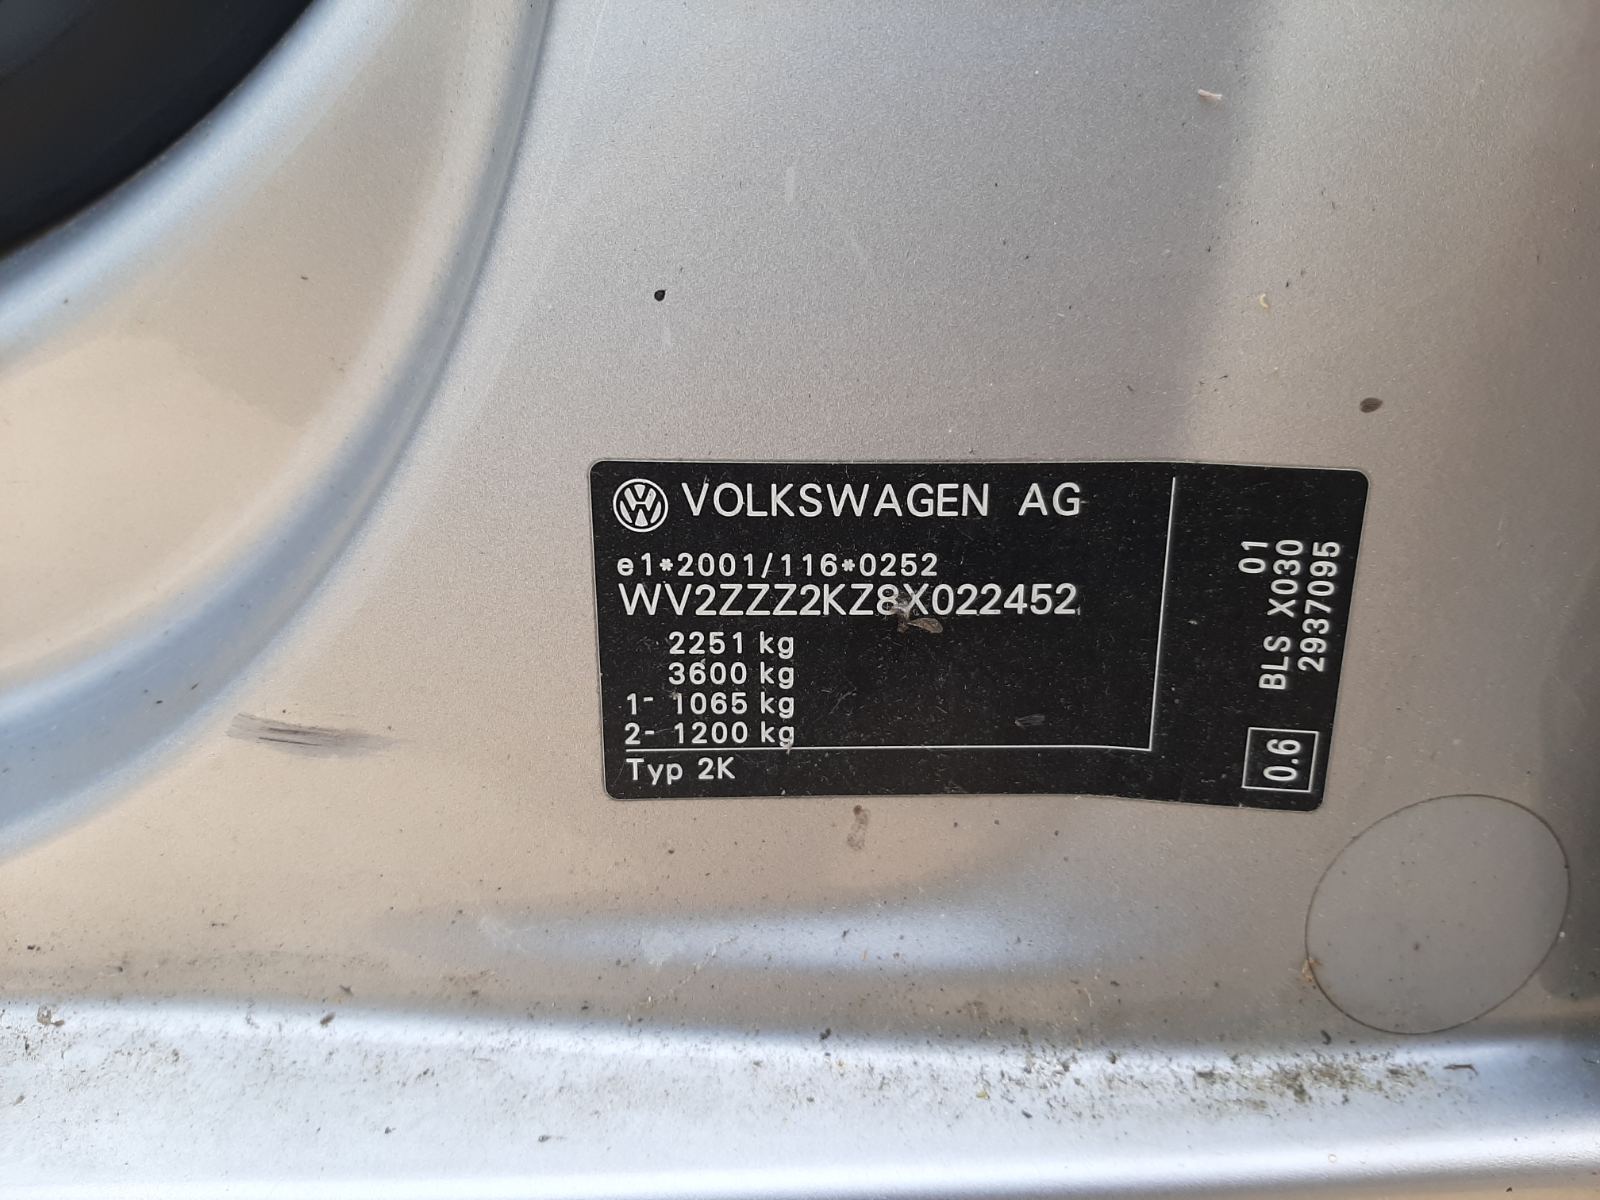 VOLKSWAGEN AG
e1*2001/116*0252
WV2ZZZ2KZ8X022452
2251 kg
3600 kg
1- 1065 kg
2- 1200 kg
Typ 2K
01
BLS X030
2937095
0.6